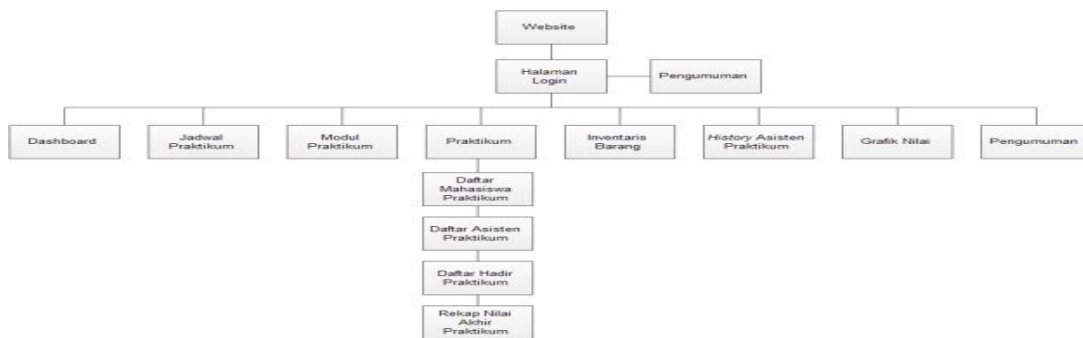 Website
Halaman
Login
Pengumuman
Dashboard
Jadwal
Praktikum
Modul
Praktikum
Praktikum
Inventaris
Barang
History Asisten
Praktikum
Grafik Nilai
Pengumuman
Daftar
Mahasiswa
Praktikum
Daftar Asisten
Praktikum
Daftar Hadir
Praktikum
Rekap Nilai
Akhir
Praktikum